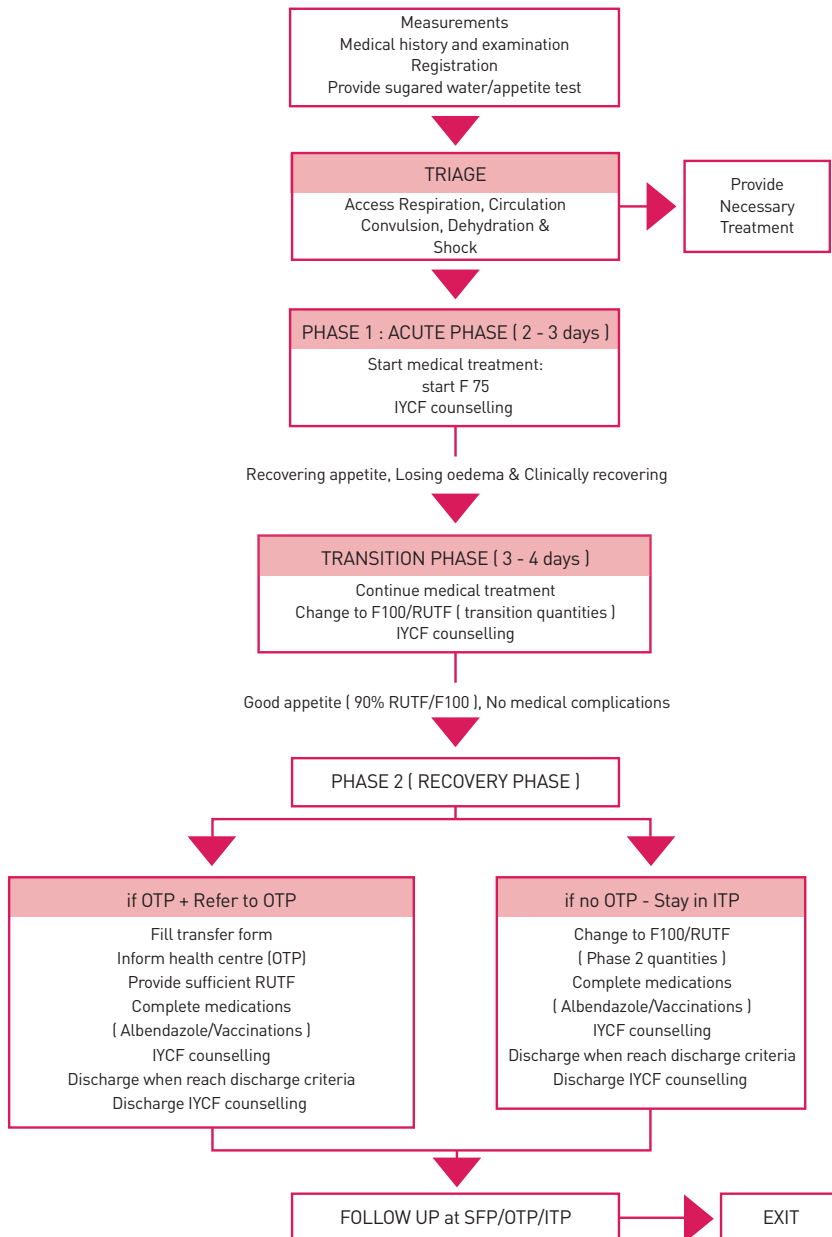 Measurements
Medical history and examination
Registration
Provide sugared water/appetite test
TRIAGE
Access Respiration, Circulation
Convulsion, Dehydration &
Shock
Provide
Necessary
Treatment
PHASE 1 : ACUTE PHASE ( 2 - 3 days )
Start medical treatment:
start F 75
IYCF counselling
Recovering appetite, Losing oedema & Clinically recovering
TRANSITION PHASE ( 3 - 4 days )
Continue medical treatment
Change to F100/RUTF ( transition quantities )
IYCF counselling
Good appetite ( 90% RUTF/F100 ), No medical complications
PHASE 2 ( RECOVERY PHASE )
if OTP + Refer to OTP
Fill transfer form
Inform health centre (OTP)
Provide sufficient RUTF
Complete medications
( Albendazole/Vaccinations )
IYCF counselling
Discharge when reach discharge criteria
Discharge IYCF counselling
if no OTP - Stay in ITP
Change to F100/RUTF
( Phase 2 quantities )
Complete medications
( Albendazole/Vaccinations )
IYCF counselling
Discharge when reach discharge criteria
Discharge IYCF counselling
FOLLOW UP at SFP/OTP/ITP
EXIT